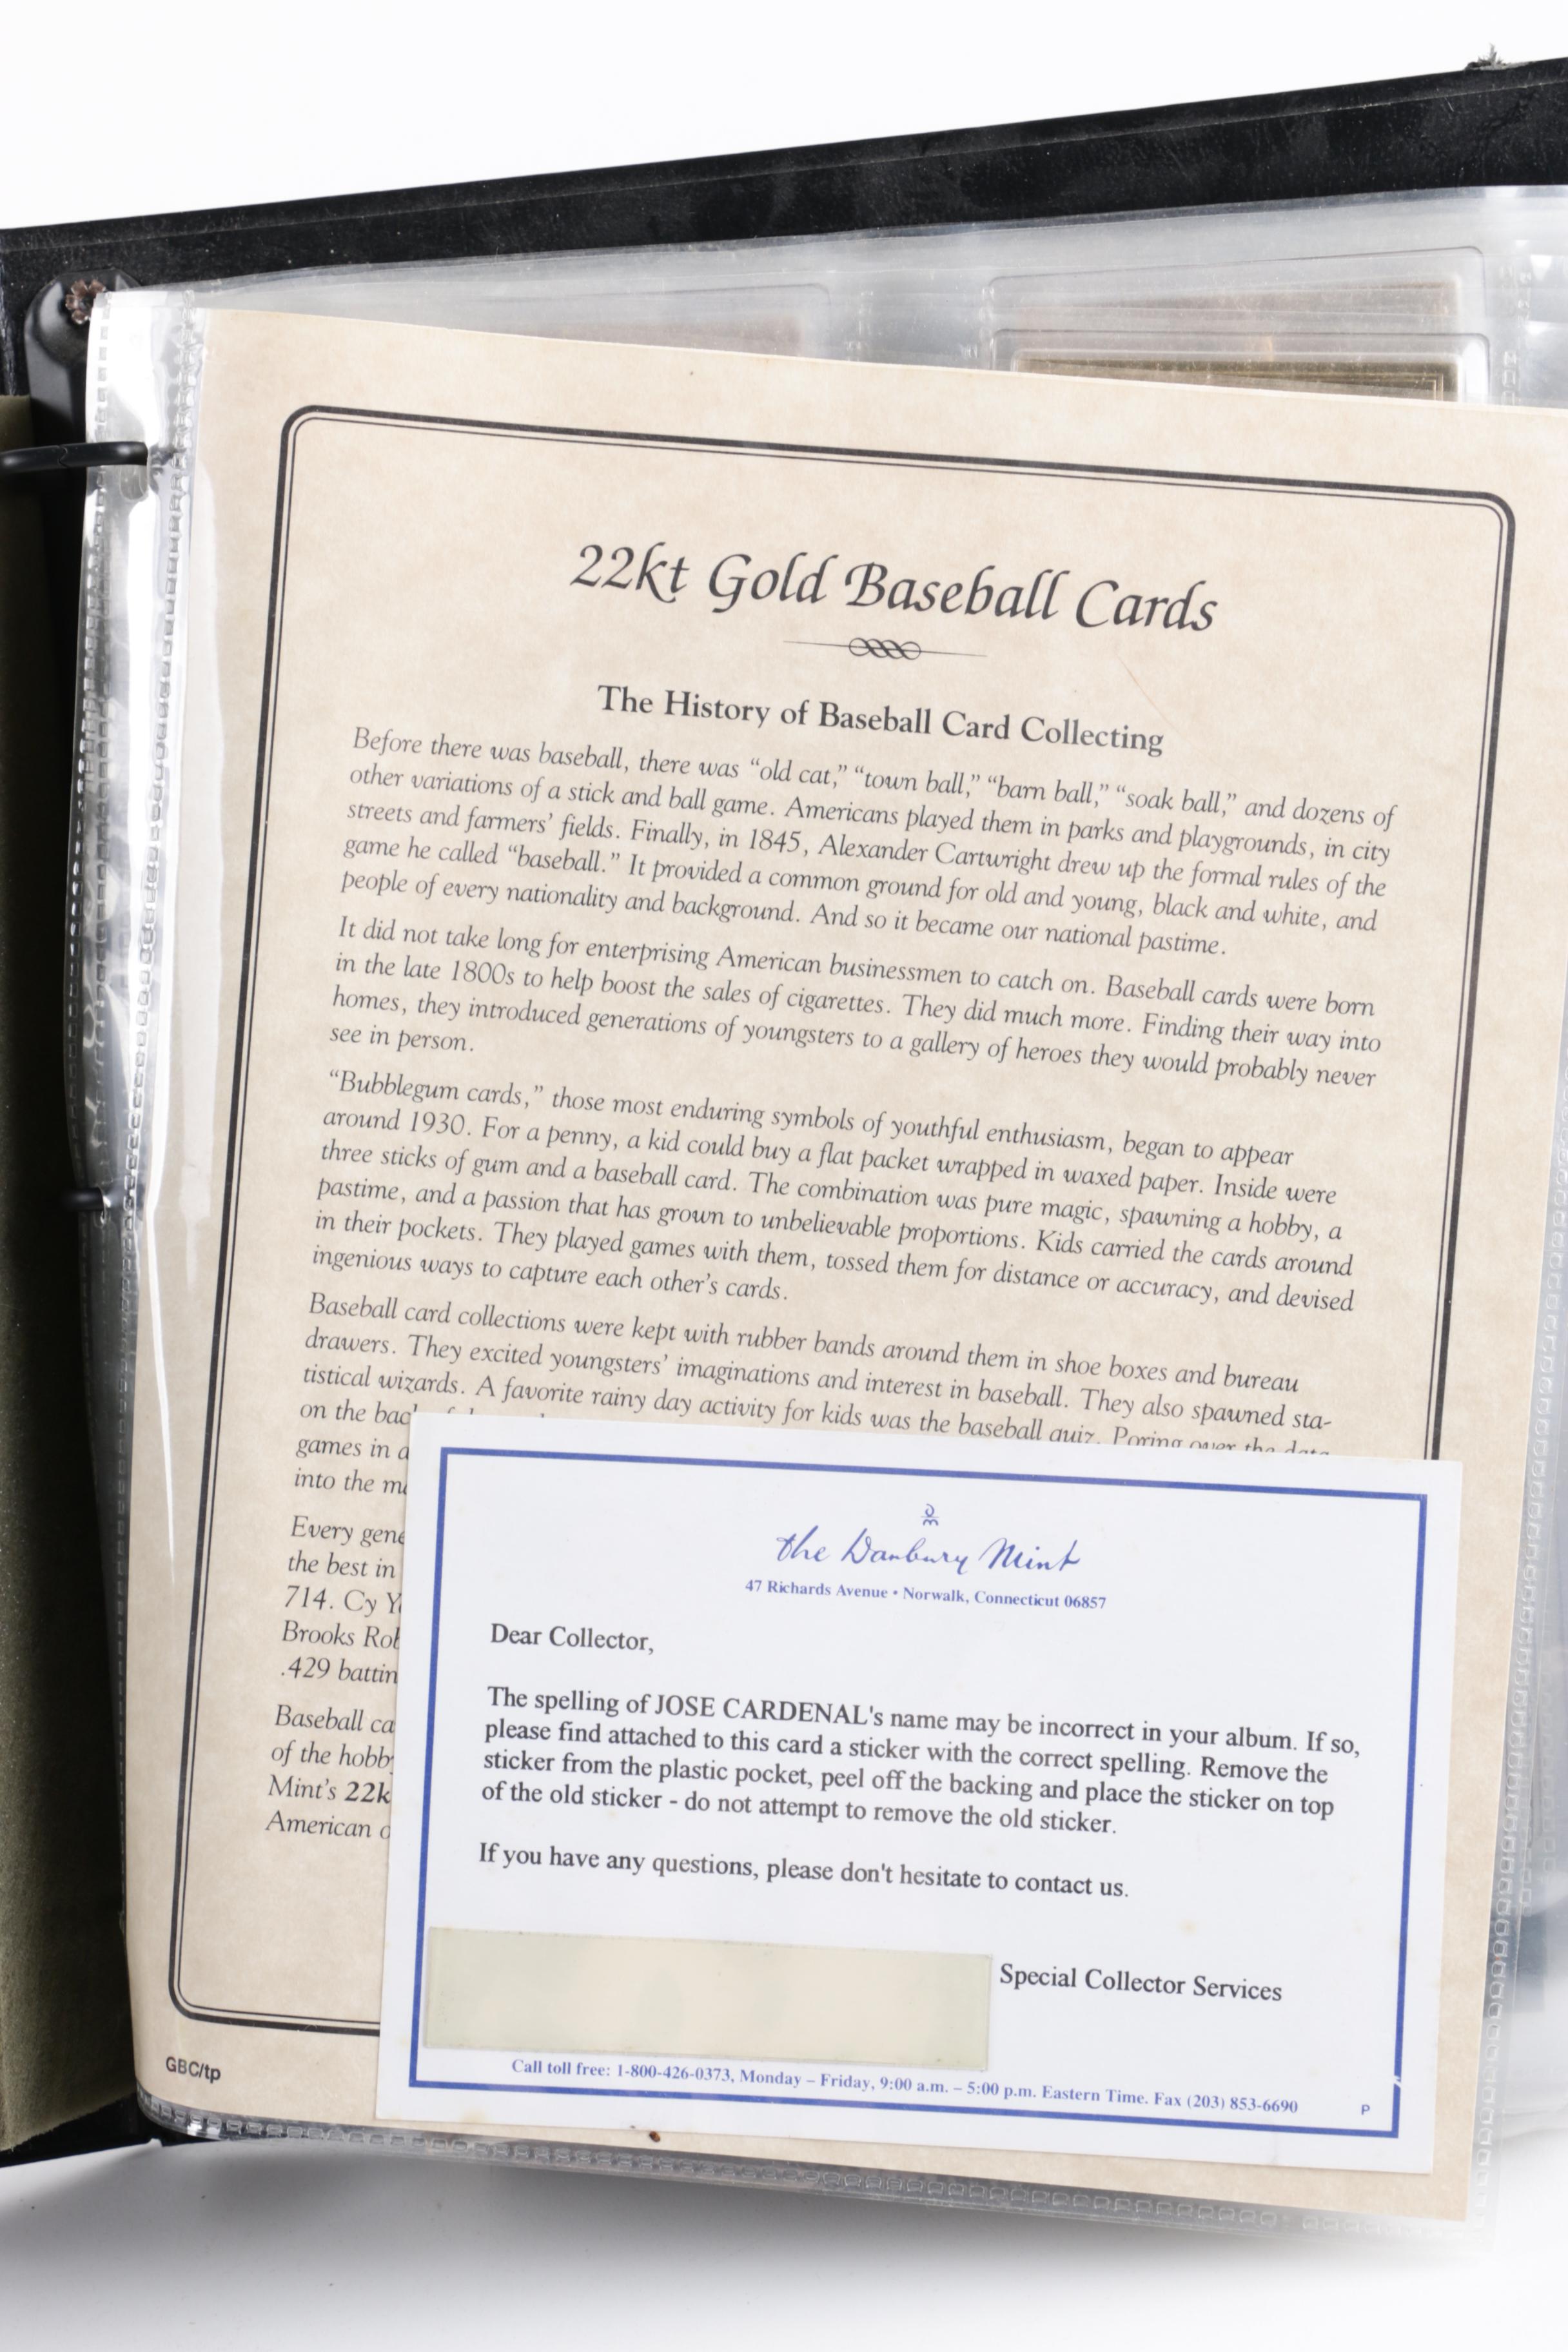 22kt Gold Baseball Cards
The History of Baseball Card Collecting
Before there was baseball, there was “old cat,” “town ball,” “barn ball,” “soak ball,” and dozens of
other variations of a stick and ball game. Americans played them in parks and playgrounds, in city
streets and farmers’ fields. Finally, in 1845, Alexander Cartwright drew up the formal rules of the
game he called “baseball.” It provided a common ground for old and young, black and white, and
people of every nationality and background. And so it became our national pastime.
It did not take long for enterprising American businessmen to catch on. Baseball cards were born
in the late 1800s to help boost the sales of cigarettes. They did much more. Finding their way into
homes, they introduced generations of youngsters to a gallery of heroes they would probably never
see in person.
“Bubblegum cards,” those most enduring symbols of youthful enthusiasm, began to appear
around 1930. For a penny, a kid could buy a flat packet wrapped in waxed paper. Inside were
three sticks of gum and a baseball card. The combination was pure magic, spawning a hobby, a
pastime, and a passion that has grown to unbelievable proportions. Kids carried the cards around
in their pockets. They played games with them, tossed them for distance or accuracy, and devised
ingenious ways to capture each other’s cards.
Baseball card collections were kept with rubber bands around them in shoe boxes and bureau
drawers. They excited youngsters’ imaginations and interest in baseball. They also spawned sta-
tistical wizards. A favorite rainy day activity for kids was the baseball quiz. Poring over the data
on the
games in
into the
Every
the best in
714. Cy
Brooks
.429
Baseball
of the
Mint’s 22k
American
GBC/tp
the Danbury Mint
47 Richards Avenue • Norwalk, Connecticut 06857
Dear Collector,
The spelling of JOSE CARDENAL's name may be incorrect in your album. If so,
please find attached to this card a sticker with the correct spelling. Remove the
sticker from the plastic pocket, peel off the backing and place the sticker on top
of the old sticker - do not attempt to remove the old sticker.
If you have any questions, please don't hesitate to contact us.
Special Collector Services
Call toll free: 1-800-426-0373, Monday – Friday, 9:00 a.m. – 5:00 p.m. Eastern Time. Fax (203) 853-6690
P